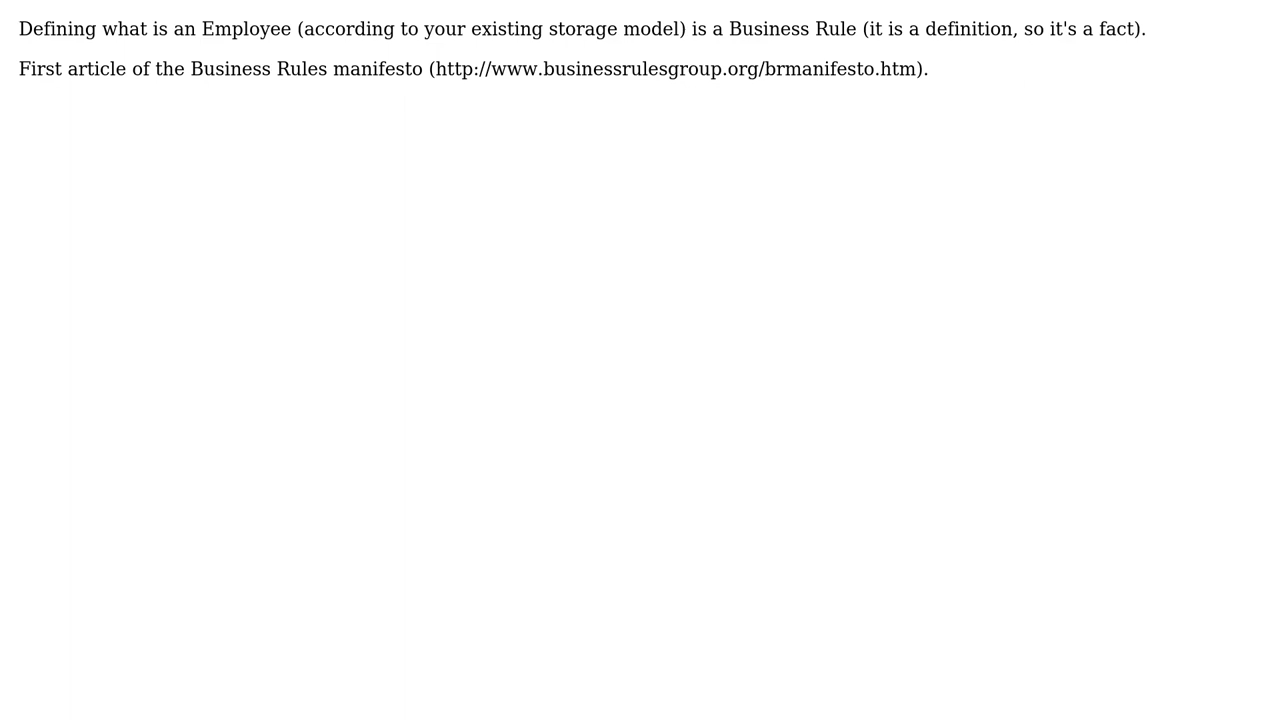 Defining what is an Employee (according to your existing storage model) is a Business Rule (it is a definition, so it's a fact).
First article of the Business Rules manifesto (http://www.businessrulesgroup.org/brmanifesto.htm).